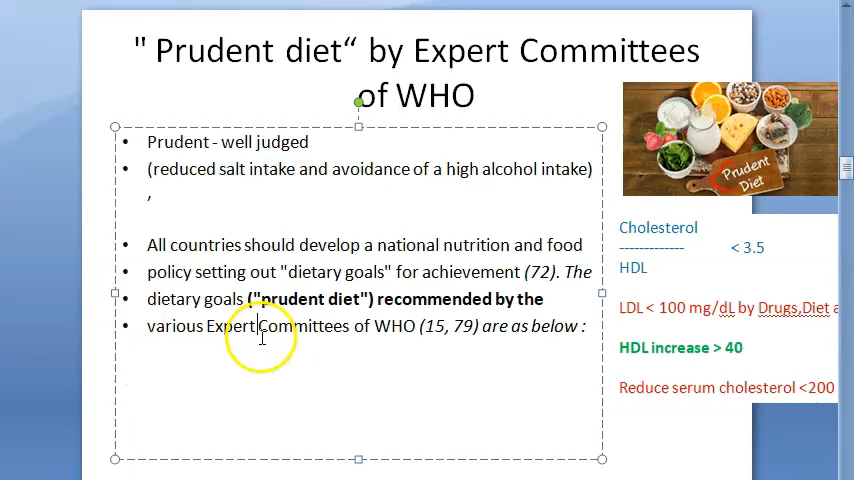 " Prudent diet“ by Expert Committees
of WHO
• Prudent - well judged
• (reduced salt intake and avoidance of a high alcohol intake)
,
• All countries should develop a national nutrition and food
• policy setting out "dietary goals" for achievement (72). The
• dietary goals ("prudent diet") recommended by the
• various Expert Committees of WHO (15, 79) are as below :
Prudent
Diet
Cholesterol
------------- < 3.5
HDL
LDL < 100 mg/dL by Drugs,Diet a
HDL increase > 40
Reduce serum cholesterol <200